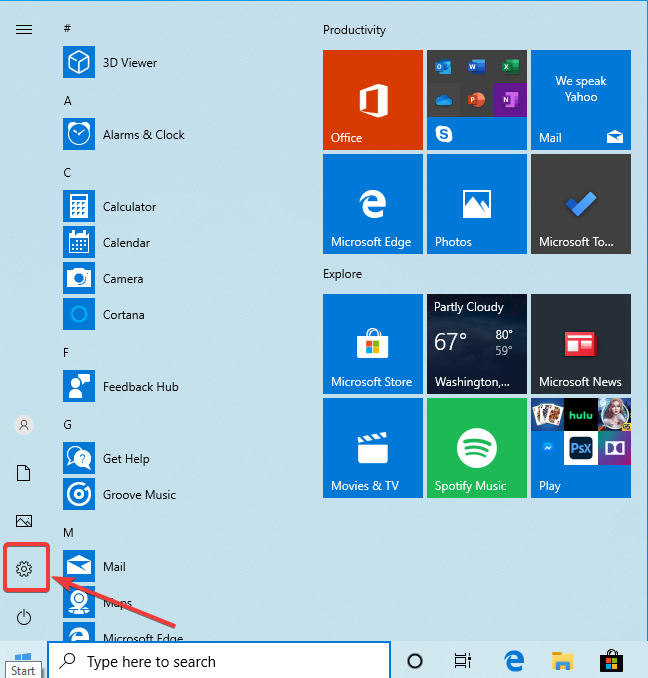 #
3D Viewer
A
Alarms & Clock
C
Calculator
Calendar
Camera
Cortana
F
Feedback Hub
G
Get Help
Groove Music
M
Mail
Maps
Microsoft Edge
Productivity
Office
We speak
Yahoo
Mail
Microsoft Edge
Photos
Microsoft To...
Explore
Microsoft Store
Partly Cloudy
67°
80°
59°
Washington,...
Microsoft News
Movies & TV
Spotify Music
hulu
PsX
Play
Start
Type here to search